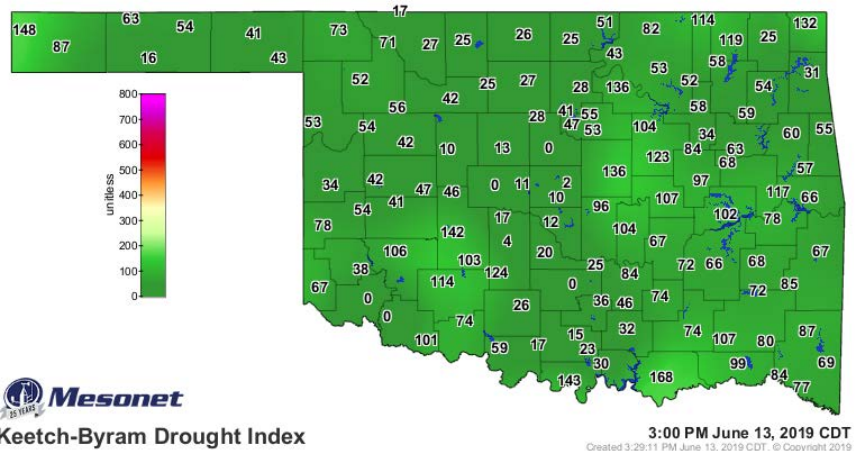 17
148 63 54 41 73 51 82 114 132
87 16 43 71 27 25 26 25 43 119 25
58
52 25 27 28 136 53 52 54 31
42
53 56 28 41 55 58 59
54 47 53 104 34 60 55
42 10 13 0 123 84 63
68
34 42 47 46 0 11 2 136 97 57
54 41 10 107 117 66
78 142 17 12 96 104 102 78
106 4 67
38 103 20 25 72 66 68 67
67 114 124 0 84 85
0 26 36 46 74 72
0 74 15 32 74 107 80 87
101 59 17 23
30 99 69
143 168 84 77
800
700
600
500
400
300
200
100
0
unitless
Mesonet
25 YEARS
Keetch-Byram Drought Index
3:00 PM June 13, 2019 CDT
Created 3:29:11 PM June 13, 2019 CDT. © Copyright 2019